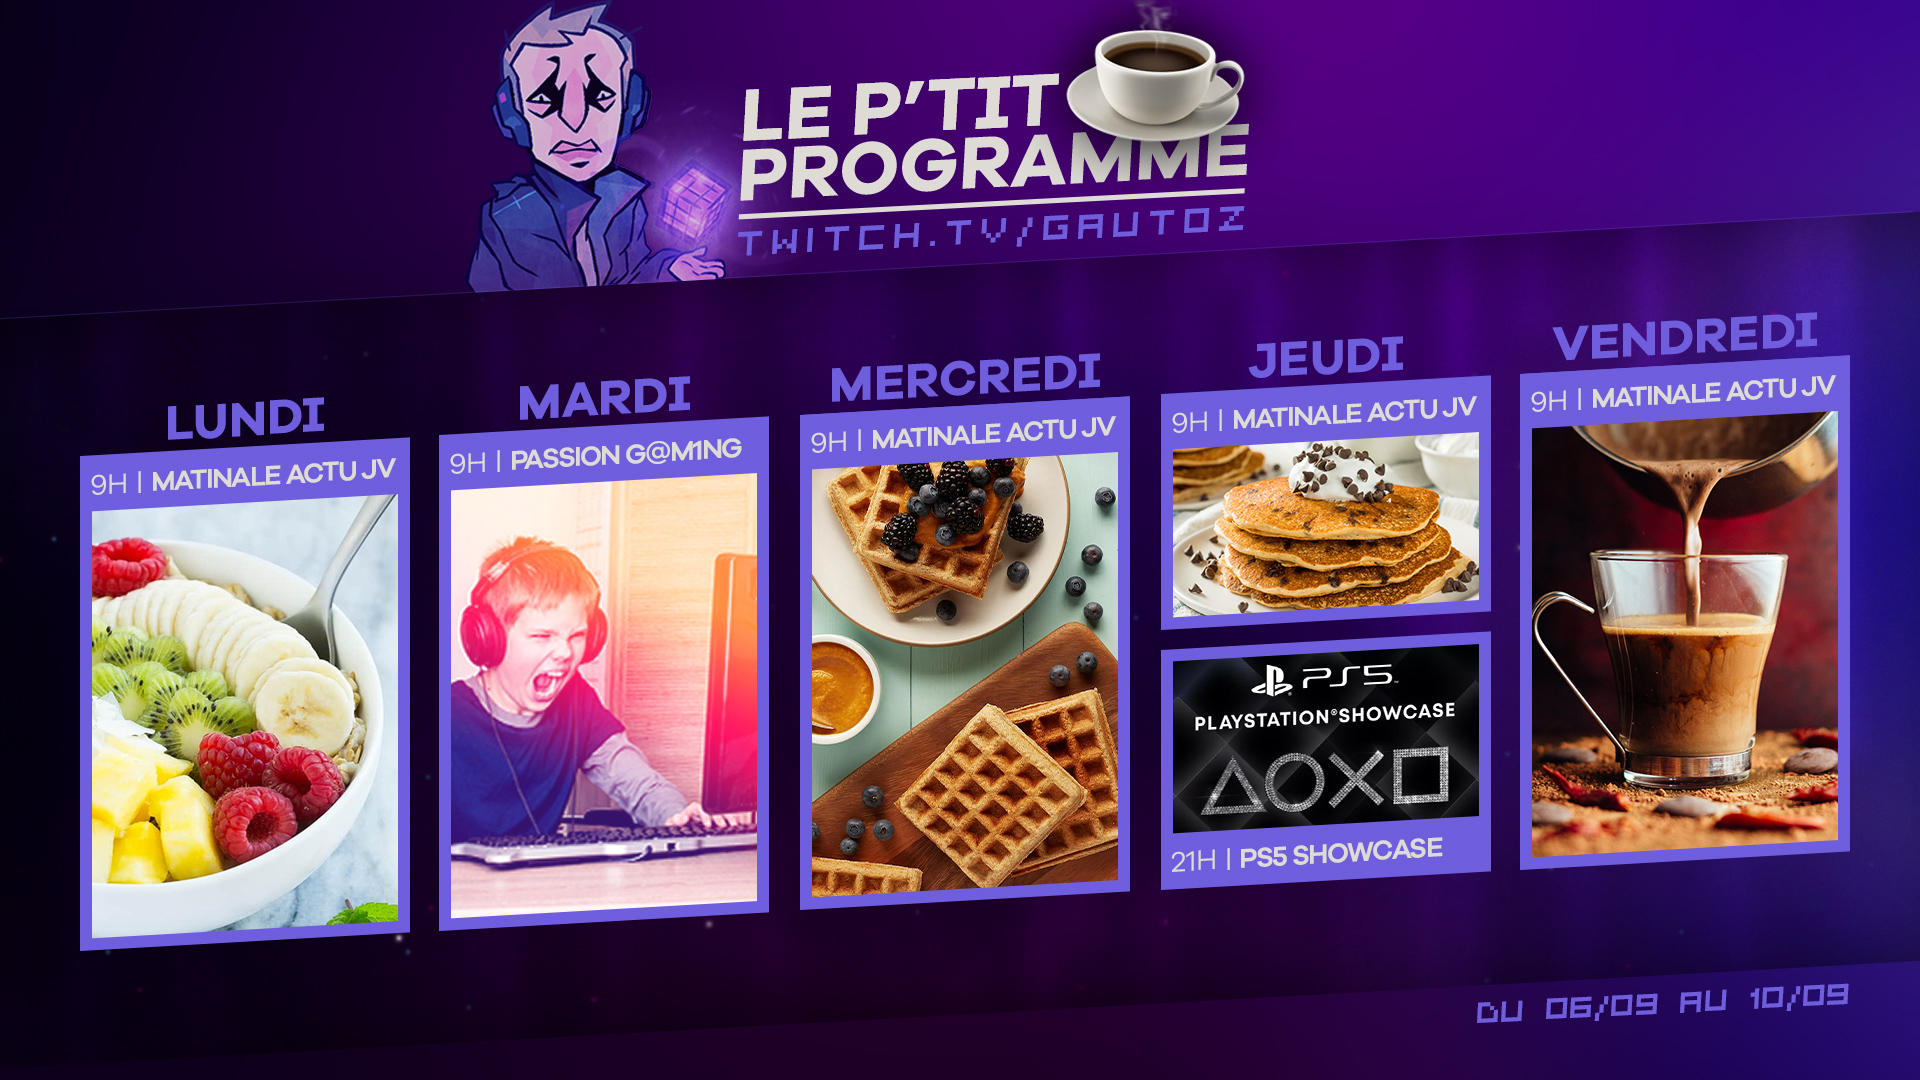 LE P'TIT
PROGRAMME
TWITCH.TV/GAUTOZ
LUNDI
9H | MATINALE ACTU JV
MARDI
9H | PASSION G@M1NG
MERCREDI
9H | MATINALE ACTU JV
JEUDI
9H | MATINALE ACTU JV
PS5™
PLAYSTATION®SHOWCASE
21H | PS5 SHOWCASE
VENDREDI
9H | MATINALE ACTU JV
DU 06/09 AU 10/09